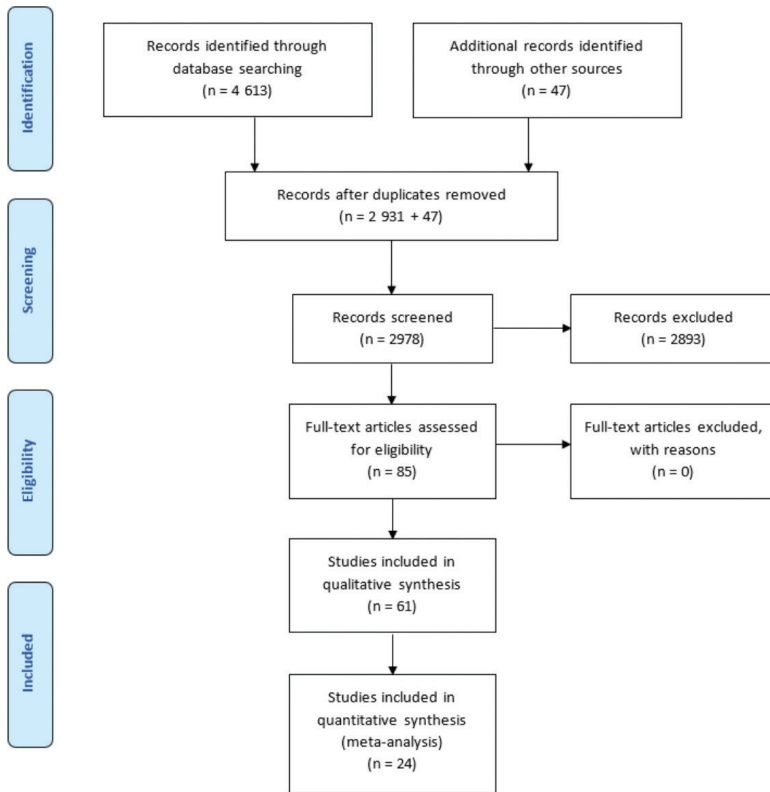 Identification
Records identified through
database searching
(n = 4 613)
Additional records identified
through other sources
(n = 47)
Records after duplicates removed
(n = 2 931 + 47)
Screening
Records screened
(n = 2978)
Records excluded
(n = 2893)
Eligibility
Full-text articles assessed
for eligibility
(n = 85)
Full-text articles excluded,
with reasons
(n = 0)
Studies included in
qualitative synthesis
(n = 61)
Included
Studies included in
quantitative synthesis
(meta-analysis)
(n = 24)